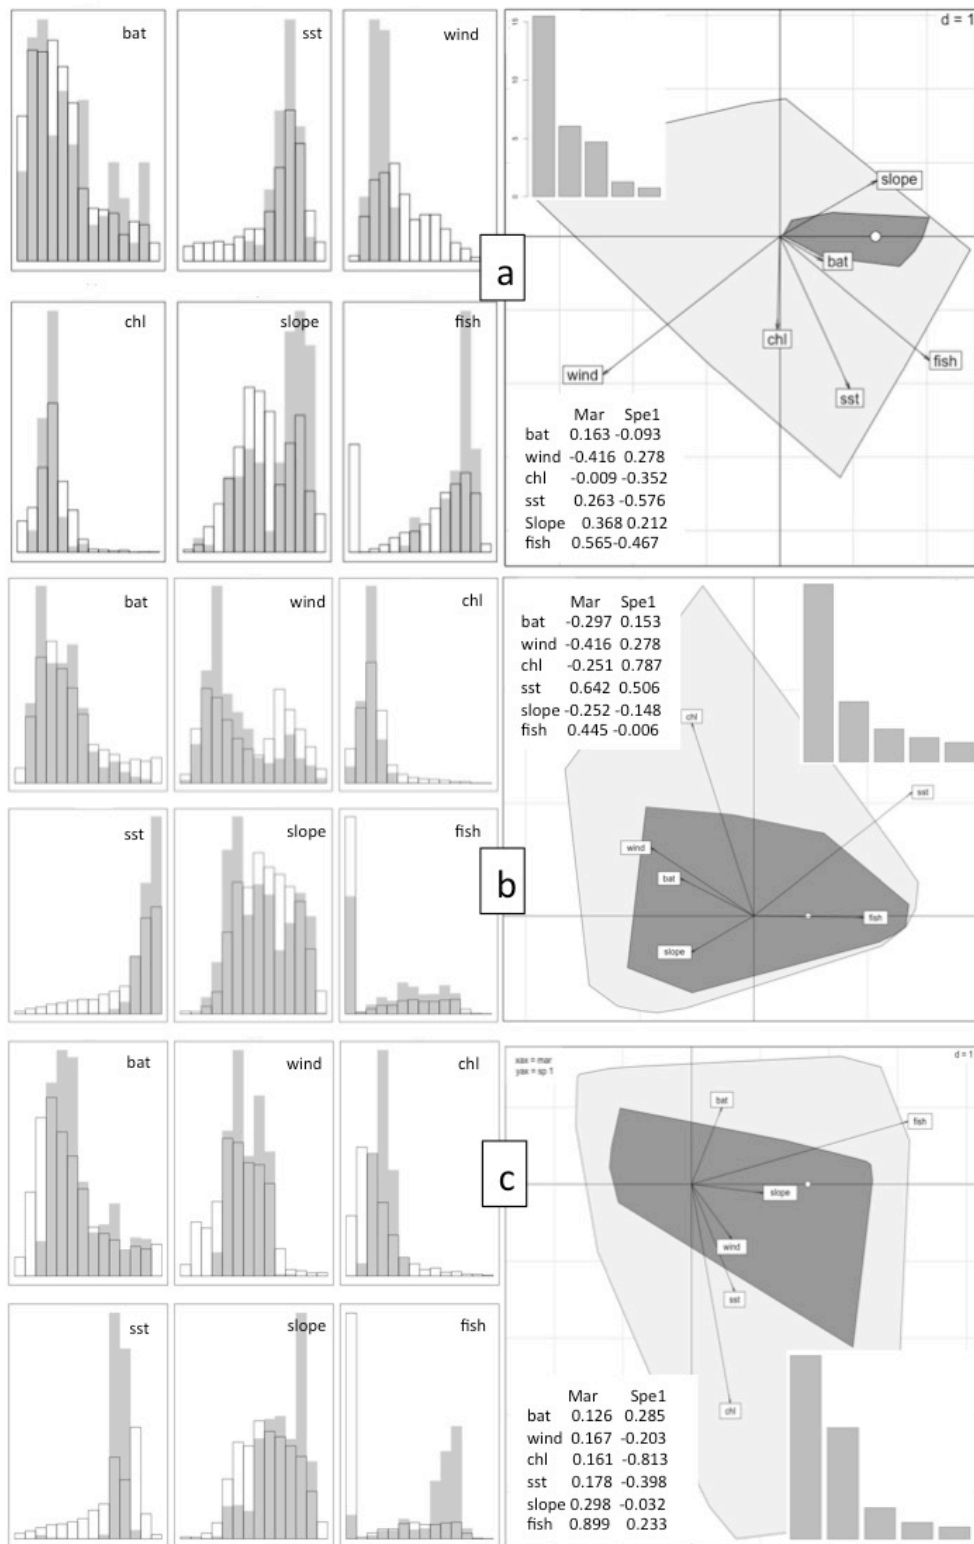 bat
sst
wind
chl
slope
fish
a
15
10
5
0
d = 1
slope
bat
chl
fish
wind
sst
Mar Spe1
bat 0.163 -0.093
wind -0.416 0.278
chl -0.009 -0.352
sst 0.263 -0.576
Slope 0.368 0.212
fish 0.565-0.467
bat
wind
chl
sst
slope
fish
b
Mar Spe1
bat -0.297 0.153
wind -0.416 0.278
chl -0.251 0.787
sst 0.642 0.506
slope -0.252 -0.148
fish 0.445 -0.006
chl
sst
wind
bat
fish
slope
bat
wind
chl
sst
slope
fish
c
xax = mar
yax = sp 1
d = 1
bat
fish
slope
wind
sst
chl
Mar Spe1
bat 0.126 0.285
wind 0.167 -0.203
chl 0.161 -0.813
sst 0.178 -0.398
slope 0.298 -0.032
fish 0.899 0.233